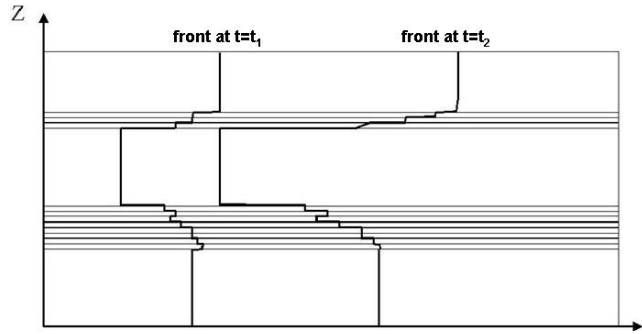 Z
front at t=t₁
front at t=t₂